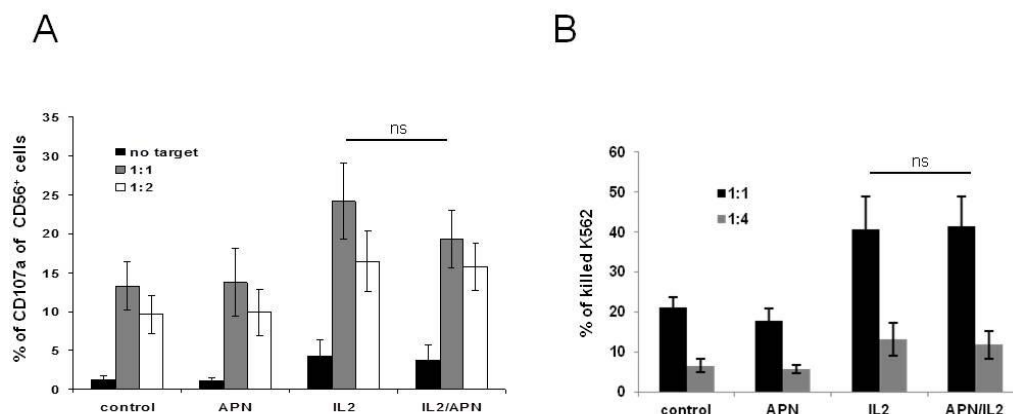 A
% of CD107a of CD56⁺ cells
35
30
25
20
15
10
5
0
no target
1:1
1:2
ns
control
APN
IL2
IL2/APN
B
% of killed K562
60
50
40
30
20
10
0
1:1
1:4
ns
control
APN
IL2
APN/IL2